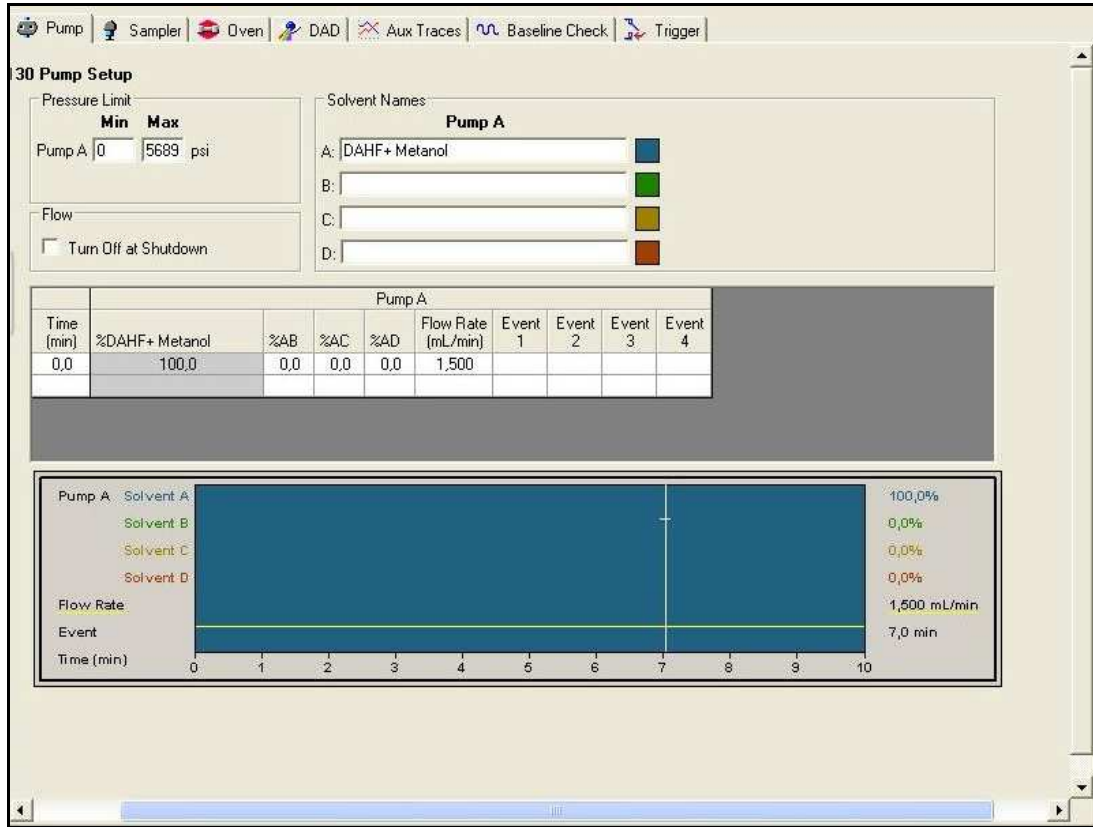 Pump Sampler Oven DAD Aux Traces Baseline Check Trigger
30 Pump Setup
Pressure Limit
Min Max
Pump A 0 5689 psi
Flow
Turn Off at Shutdown
Solvent Names
Pump A
A: DAHF+ Metanol
B:
C:
D:
Pump A
Time (min) %DAHF+ Metanol %AB %AC %AD Flow Rate (mL/min) Event 1 Event 2 Event 3 Event 4
0,0 100,0 0,0 0,0 0,0 1,500
Pump A Solvent A 100,0%
Solvent B 0,0%
Solvent C 0,0%
Solvent D 0,0%
Flow Rate 1,500 mL/min
Event 7,0 min
Time (min) 0 1 2 3 4 5 6 7 8 9 10